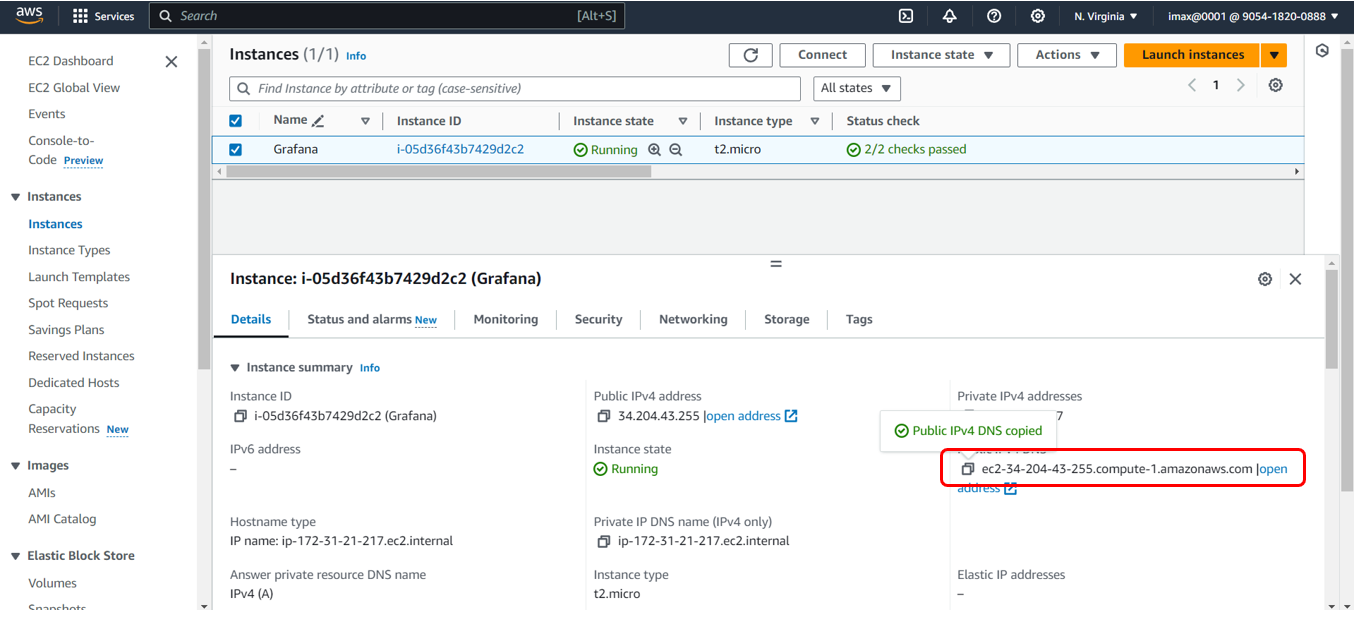 aws
Services
Search
[Alt+S]
N. Virginia
imax@0001 @ 9054-1820-0888
EC2 Dashboard
EC2 Global View
Events
Console-to-
Code Preview
Instances
Instances
Instance Types
Launch Templates
Spot Requests
Savings Plans
Reserved Instances
Dedicated Hosts
Capacity
Reservations New
Images
AMIs
AMI Catalog
Elastic Block Store
Volumes
Snapshots
Instances (1/1) Info
Connect
Instance state
Actions
Launch instances
Find Instance by attribute or tag (case-sensitive)
All states
1
Name
Instance ID
Instance state
Instance type
Status check
Grafana
i-05d36f43b7429d2c2
Running
t2.micro
2/2 checks passed
Instance: i-05d36f43b7429d2c2 (Grafana)
Details
Status and alarms New
Monitoring
Security
Networking
Storage
Tags
Instance summary Info
Instance ID
i-05d36f43b7429d2c2 (Grafana)
Public IPv4 address
34.204.43.255 |open address
Private IPv4 addresses
7
Public IPv4 DNS copied
IPv6 address
–
Instance state
Running
Public IPv4 DNS
ec2-34-204-43-255.compute-1.amazonaws.com |open
address
Hostname type
IP name: ip-172-31-21-217.ec2.internal
Private IP DNS name (IPv4 only)
ip-172-31-21-217.ec2.internal
Answer private resource DNS name
IPv4 (A)
Instance type
t2.micro
Elastic IP addresses
–